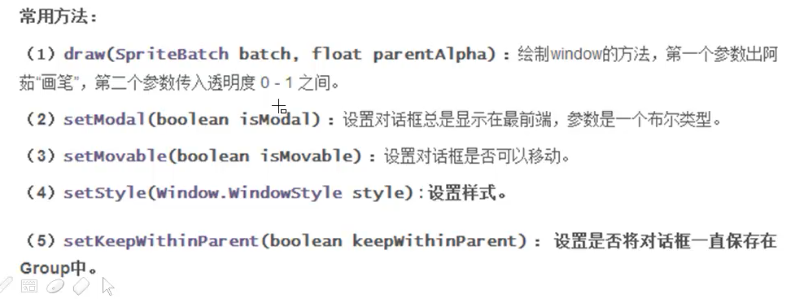 常用方法：
（1）draw(SpriteBatch batch, float parentAlpha)：绘制window的方法，第一个参数出阿
茹“画笔”，第二个参数传入透明度 0 - 1 之间。
（2）setModal(boolean isModal)：设置对话框总是显示在最前端，参数是一个布尔类型。
（3）setMovable(boolean isMovable)：设置对话框是否可以移动。
（4）setStyle(Window.WindowStyle style):设置样式。
（5）setKeepWithinParent(boolean keepWithinParent)： 设置是否将对话框一直保存在
Group中。